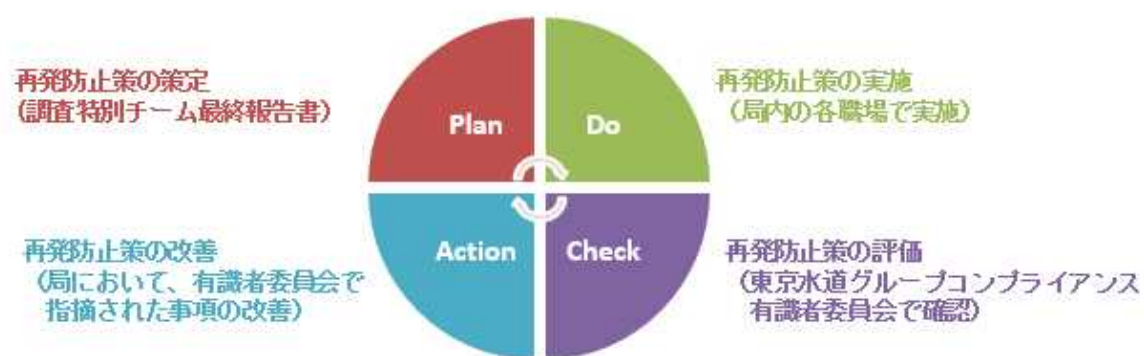 再発防止策の策定
（調査特別チーム最終報告書）
Plan
Do
再発防止策の実施
（局内の各職場で実施）
再発防止策の改善
（局において、有識者委員会で
指摘された事項の改善）
Action
Check
再発防止策の評価
（東京水道グループコンプライアンス
有識者委員会で確認）